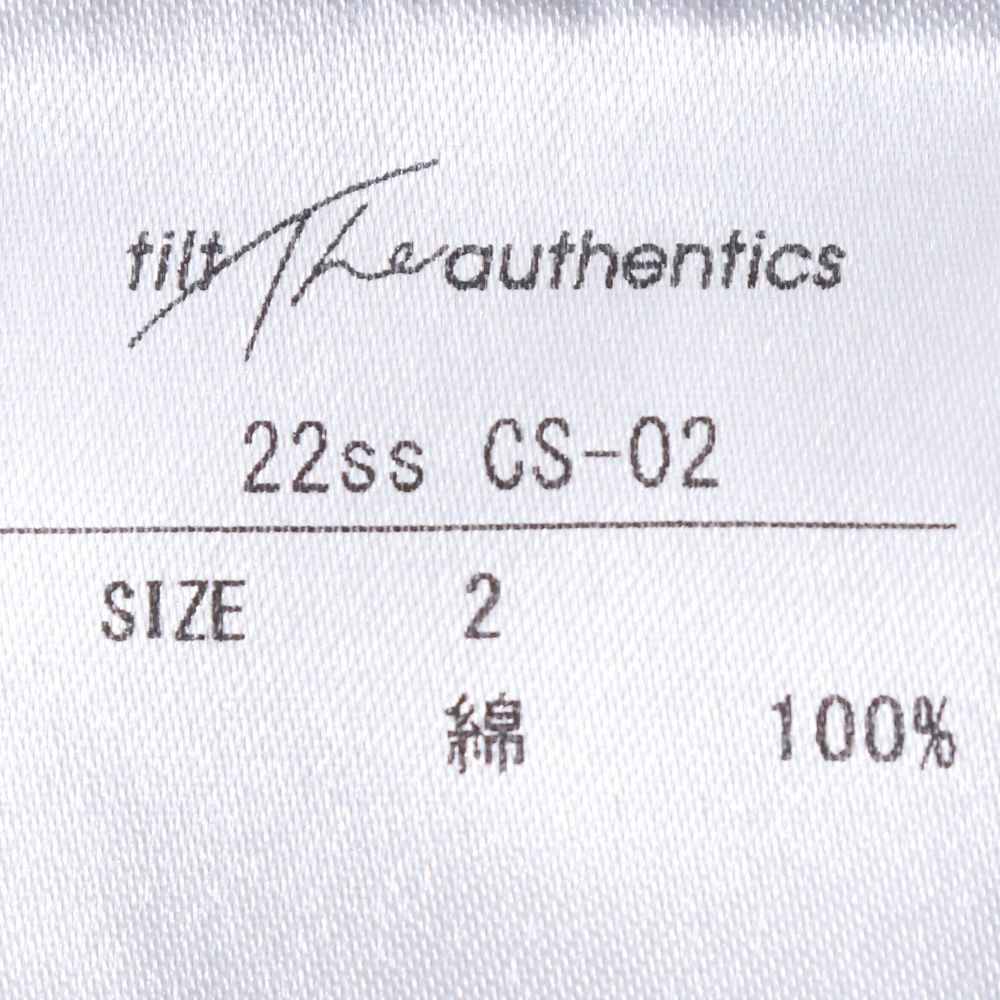 tilt The authentics
22ss CS-02
SIZE 2
綿 100%